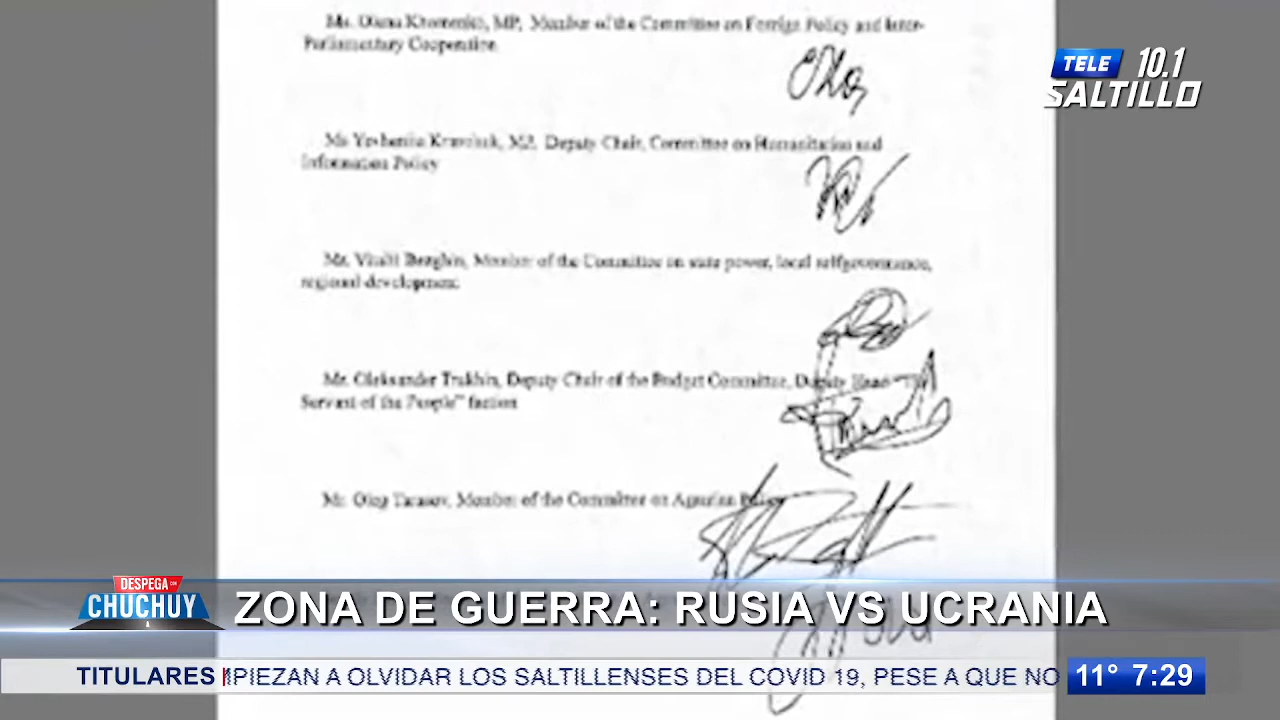 Ms. Olena Khomenko, MP, Member of the Committee on Foreign Policy and Inter-
Parliamentary Cooperation
TELE 10.1
SALTILLO
Ms Yevheniia Kravchuk, MP, Deputy Chair, Committee on Humanitarian and
Information Policy
Mr. Vitalii Bezghin, Member of the Committee on state power, local selfgovernance,
regional development
Mr. Oleksander Trukhin, Deputy Chair of the Budget Committee, Deputy Head
Servant of the People" faction
Mr. Oleg Tarasov, Member of the Committee on Agrarian Policy
DESPEGA CON
CHUCHUY
ZONA DE GUERRA: RUSIA VS UCRANIA
TITULARES MPIEZAN A OLVIDAR LOS SALTILLENSES DEL COVID 19, PESE A QUE NO
11° 7:29